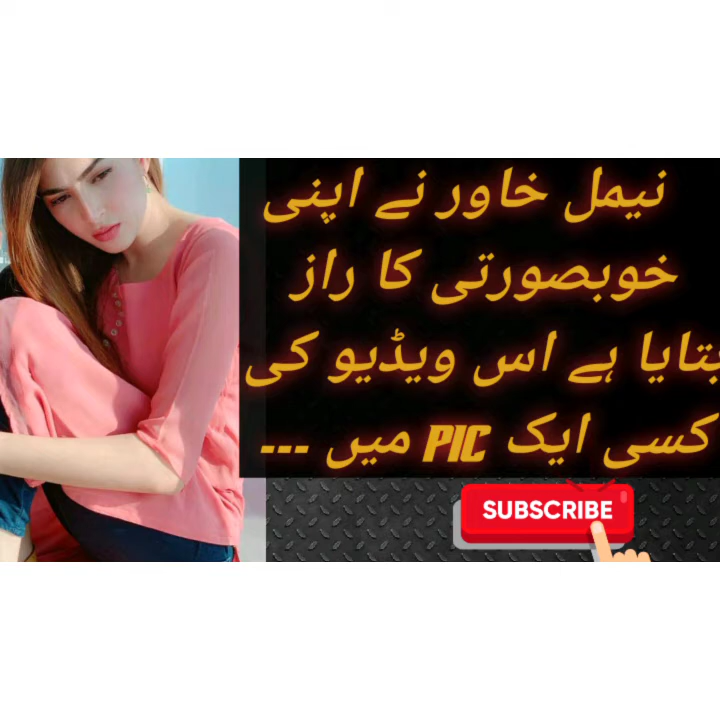 نیمل خاور نے اپنی
خوبصورتی کا راز
بتایا ہے اس ویڈیو کی
کسی ایک PIC میں ...
SUBSCRIBE